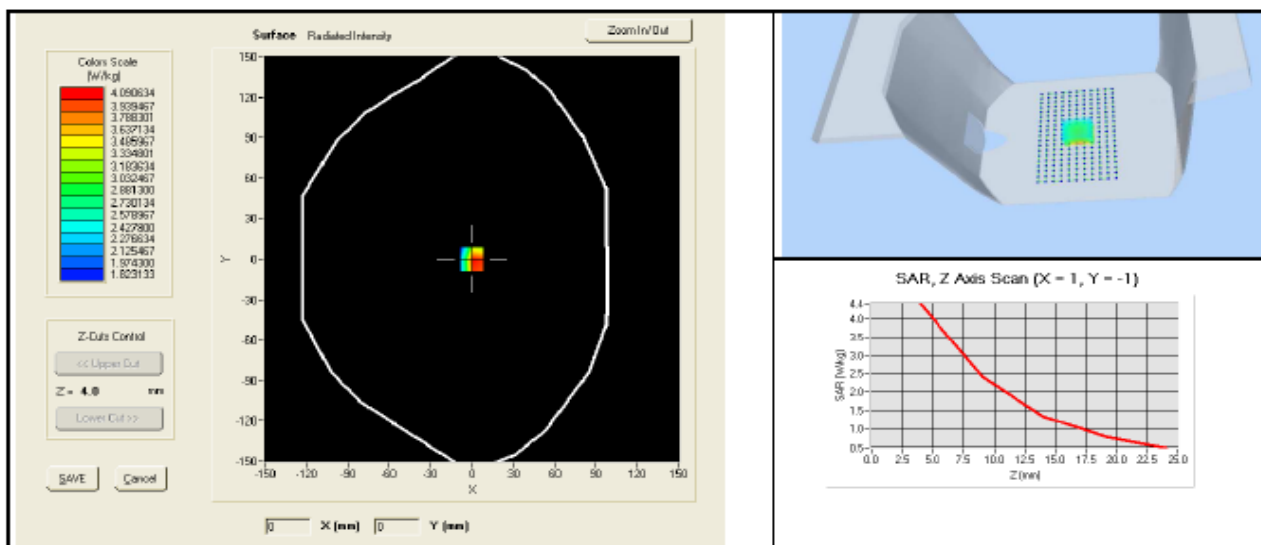 Surface Radiated Intensity
Zoom In/Out
Colors Scale
(W/kg)
4.090634
3.939467
3.788301
3.637134
3.485967
3.334801
3.183634
3.032467
2.881300
2.730134
2.578967
2.427800
2.276634
2.125467
1.974300
1.823133
Z-Cuts Control
<< Upper Cut
Z = 4.0 mm
Lower Cut >>
SAVE Cancel
150
120
90
60
30
0
-30
-60
-90
-120
-150
Y
-150 -120 -90 -60 -30 0 30 60 90 120 150
X
0 X (mm) 0 Y (mm)
SAR, Z Axis Scan (X = 1, Y = -1)
SAR (W/kg)
4.4
4.0
3.5
3.0
2.5
2.0
1.5
1.0
0.5
0.0 2.5 5.0 7.5 10.0 12.5 15.0 17.5 20.0 22.5 25.0
Z (mm)